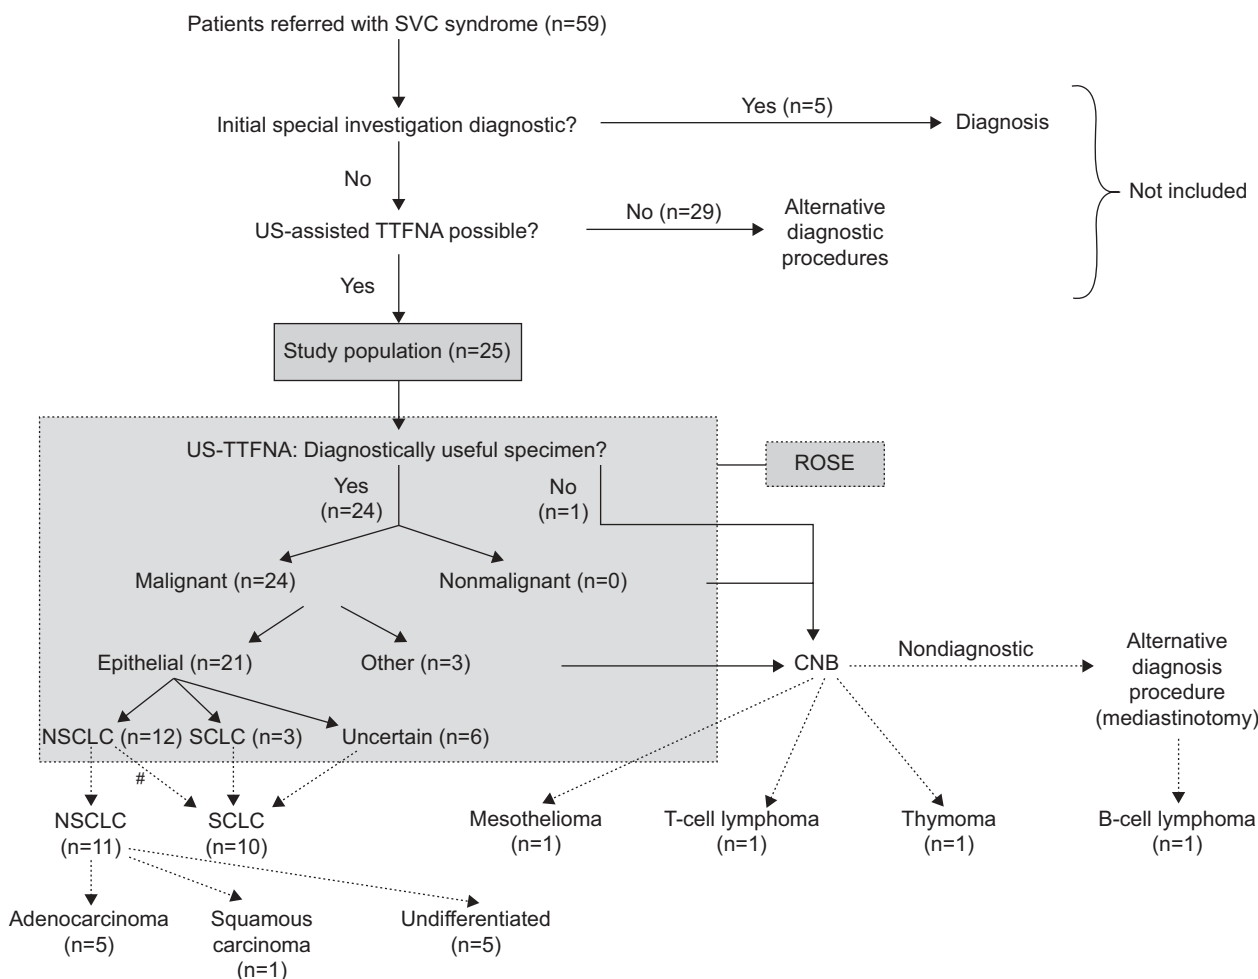 Patients referred with SVC syndrome (n=59)
Yes (n=5)
Initial special investigation diagnostic?
Diagnosis
No
Not included
No (n=29)
US-assisted TTFNA possible?
Alternative
diagnostic
procedures
Yes
Study population (n=25)
US-TTFNA: Diagnostically useful specimen?
ROSE
Yes
(n=24)
No
(n=1)
Malignant (n=24)
Nonmalignant (n=0)
Epithelial (n=21)
Other (n=3)
CNB
Nondiagnostic
Alternative
diagnosis
procedure
(mediastinotomy)
NSCLC (n=12)
SCLC (n=3)
Uncertain (n=6)
#
NSCLC
(n=11)
SCLC
(n=10)
Mesothelioma
(n=1)
T-cell lymphoma
(n=1)
Thymoma
(n=1)
B-cell lymphoma
(n=1)
Adenocarcinoma
(n=5)
Squamous
carcinoma
(n=1)
Undifferentiated
(n=5)